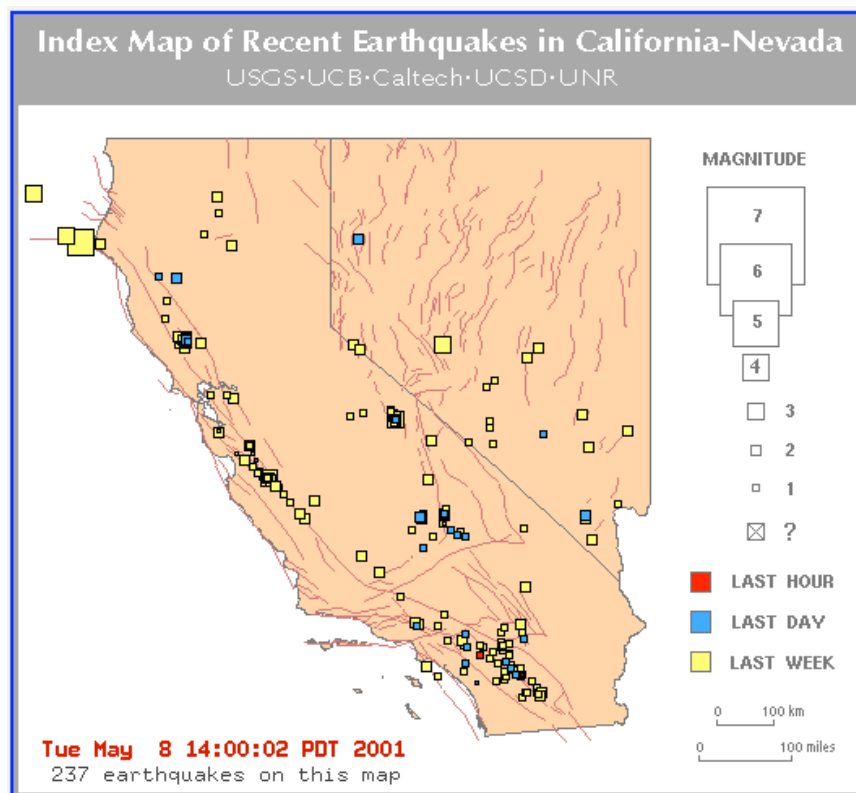 Index Map of Recent Earthquakes in California-Nevada
USGS·UCB·Caltech·UCSD·UNR
MAGNITUDE
7
6
5
4
3
2
1
?
LAST HOUR
LAST DAY
LAST WEEK
0 100 km
0 100 miles
Tue May 8 14:00:02 PDT 2001
237 earthquakes on this map